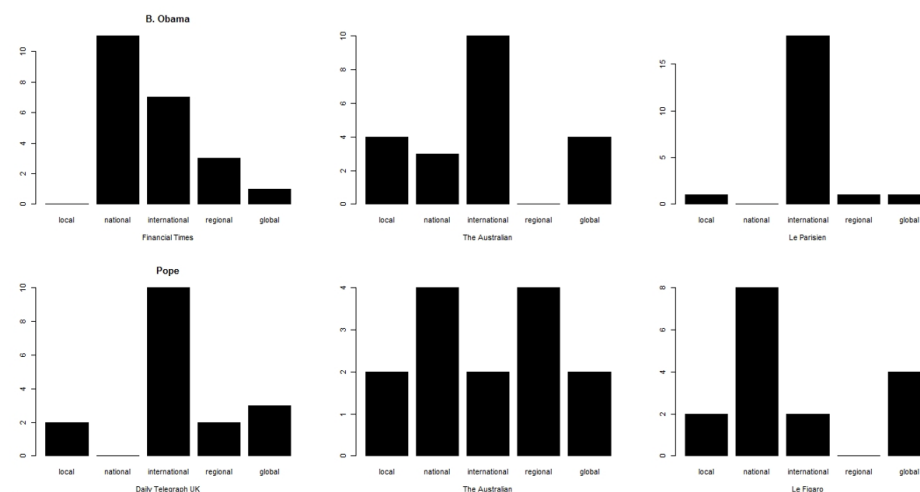 B. Obama
10
8
6
4
2
0
local national international regional global
Financial Times
10
8
6
4
2
0
local national international regional global
The Australian
15
10
5
0
local national international regional global
Le Parisien
Pope
10
8
6
4
2
0
local national international regional global
Daily Telegraph UK
4
3
2
1
0
local national international regional global
The Australian
8
6
4
2
0
local national international regional global
Le Figaro